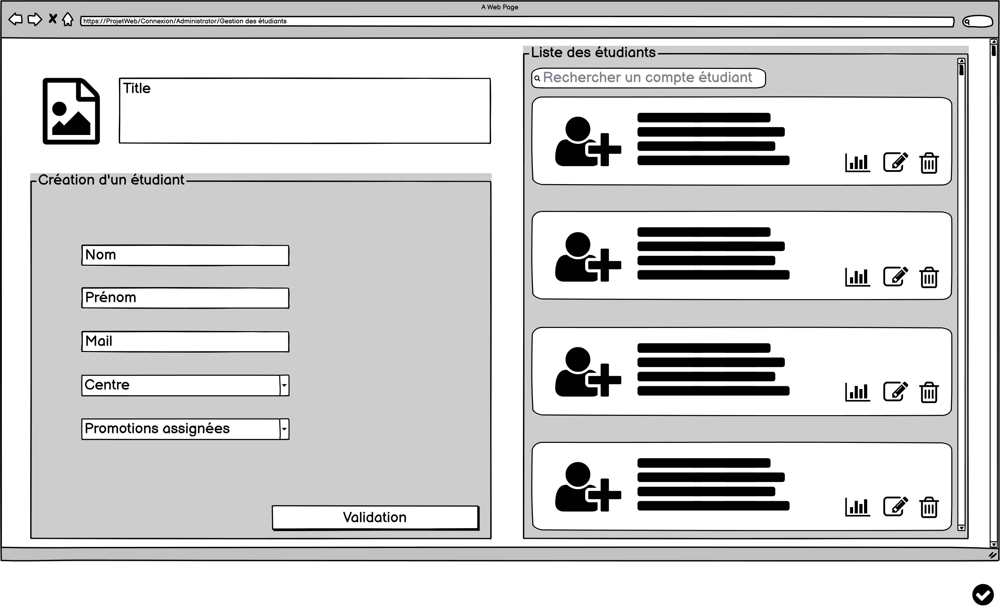 A Web Page
https://ProjetWeb/Connexion/Administrator/Gestion des étudiants
Title
Création d'un étudiant
Nom
Prénom
Mail
Centre
Promotions assignées
Validation
Liste des étudiants
Rechercher un compte étudiant